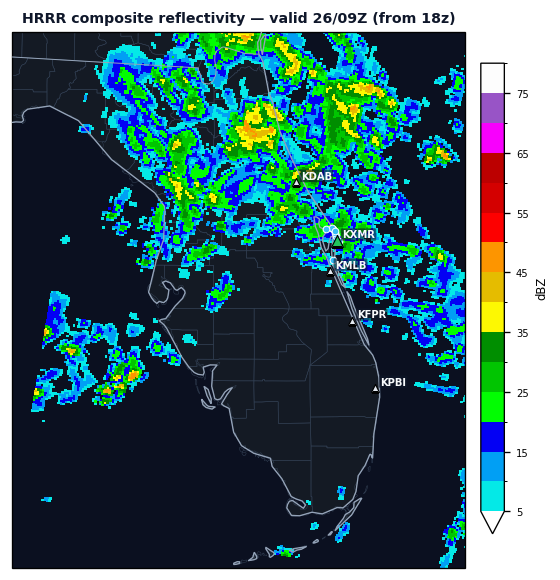 HRRR composite reflectivity — valid 26/09Z (from 18z)
KDAB
KXMR
KMLB
KFPR
KPBI
75
65
55
45
35
25
15
5
dBZ